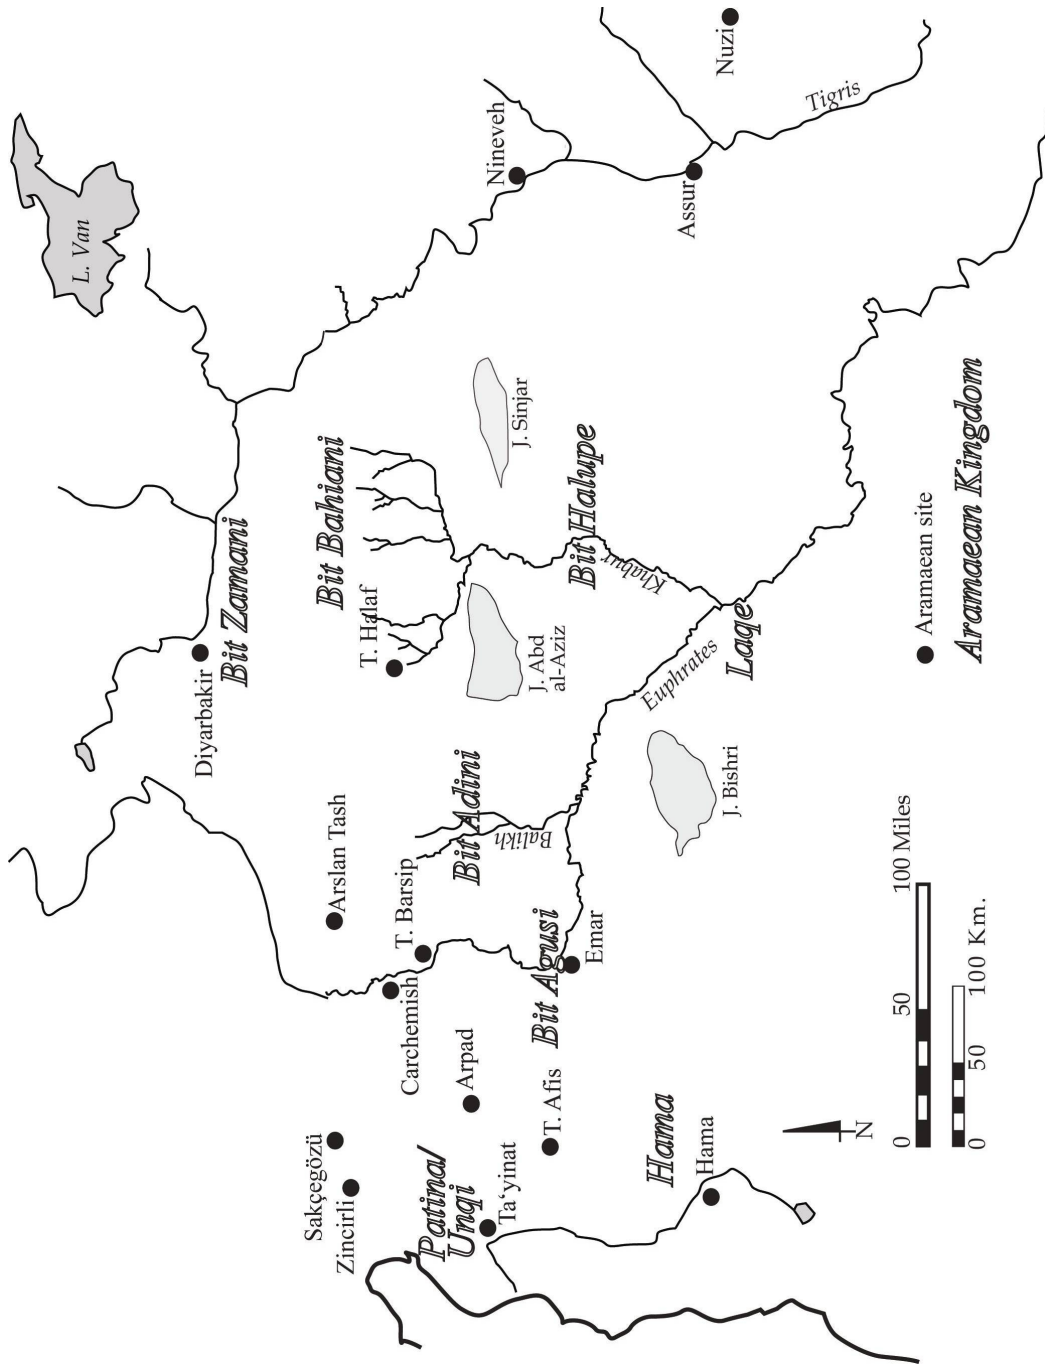 L. Van
Nineveh
Nuzi
Tigris
Assur
Diyarbakir
Bit Zamani
Bit Bahiani
T. Halaf
J. Sinjar
J. Abd
al-Aziz
Bit Halupe
Khabur
Laqe
Euphrates
J. Bishri
Arslan Tash
T. Barsip
Carchemish
Bit Adini
Balikh
Bit Agusi
Emar
Arpad
T. Afis
Sakçegözü
Zincirli
Patina/
Unqi
Ta‘yinat
Hama
Hama
N
0 50 100 Miles
0 50 100 Km.
Aramaean site
Aramaean Kingdom